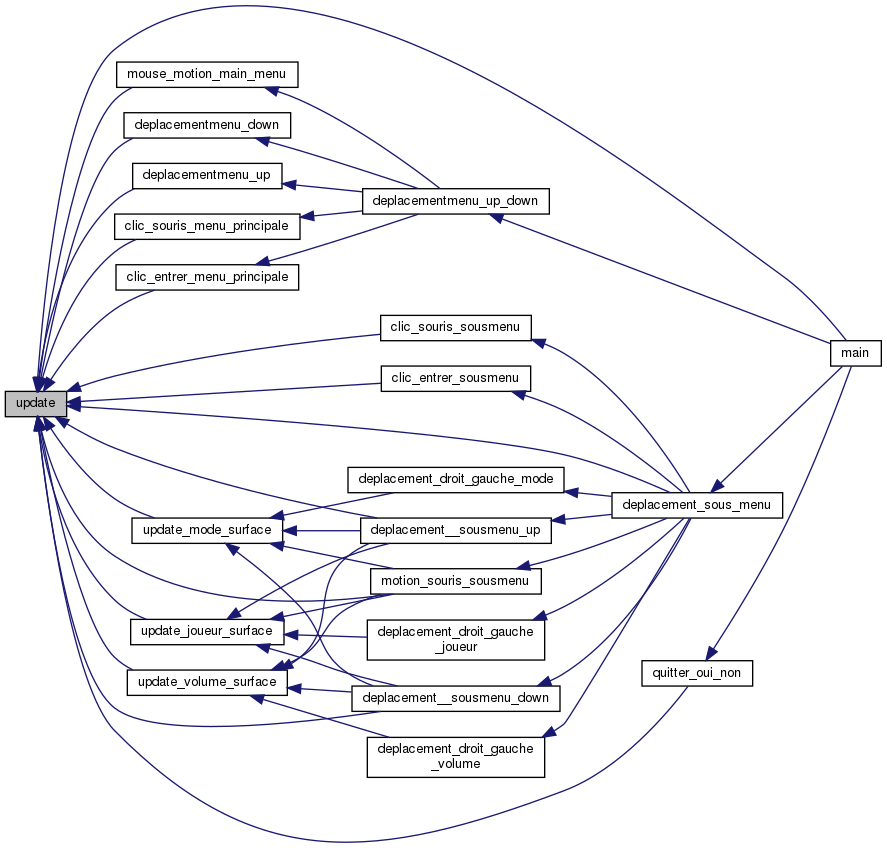 mouse_motion_main_menu
deplacementmenu_down
deplacementmenu_up
deplacementmenu_up_down
clic_souris_menu_principale
clic_entrer_menu_principale
clic_souris_sousmenu
main
clic_entrer_sousmenu
update
deplacement_droit_gauche_mode
deplacement_sous_menu
update_mode_surface
deplacement__sousmenu_up
motion_souris_sousmenu
update_joueur_surface
deplacement_droit_gauche
_joueur
quitter_oui_non
update_volume_surface
deplacement__sousmenu_down
deplacement_droit_gauche
_volume